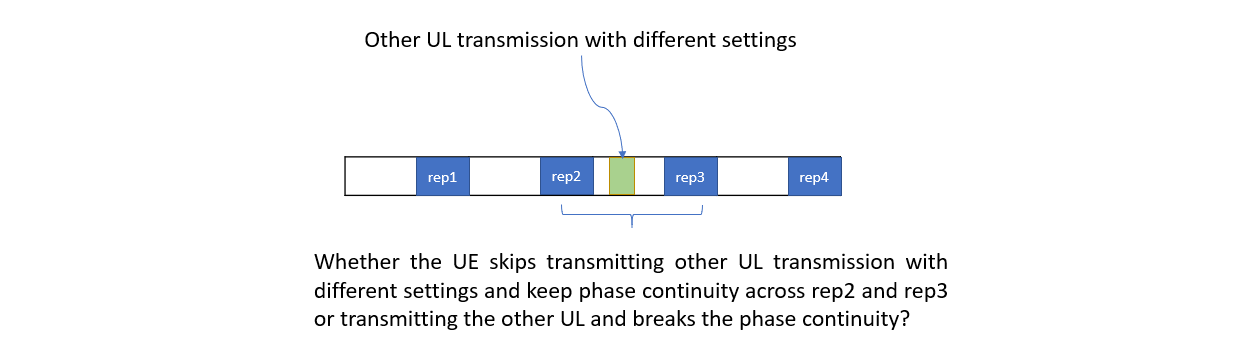 Other UL transmission with different settings
rep1
rep2
rep3
rep4
Whether the UE skips transmitting other UL transmission with
different settings and keep phase continuity across rep2 and rep3
or transmitting the other UL and breaks the phase continuity?